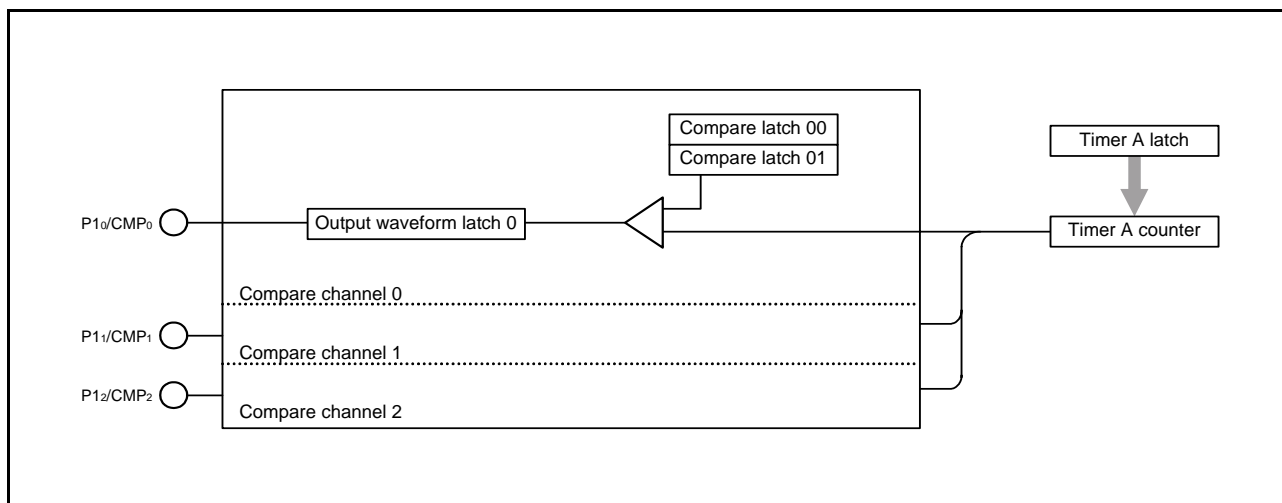 Compare latch 00
Compare latch 01
Timer A latch
P1₀/CMP₀
Output waveform latch 0
Timer A counter
Compare channel 0
P1₁/CMP₁
Compare channel 1
P1₂/CMP₂
Compare channel 2